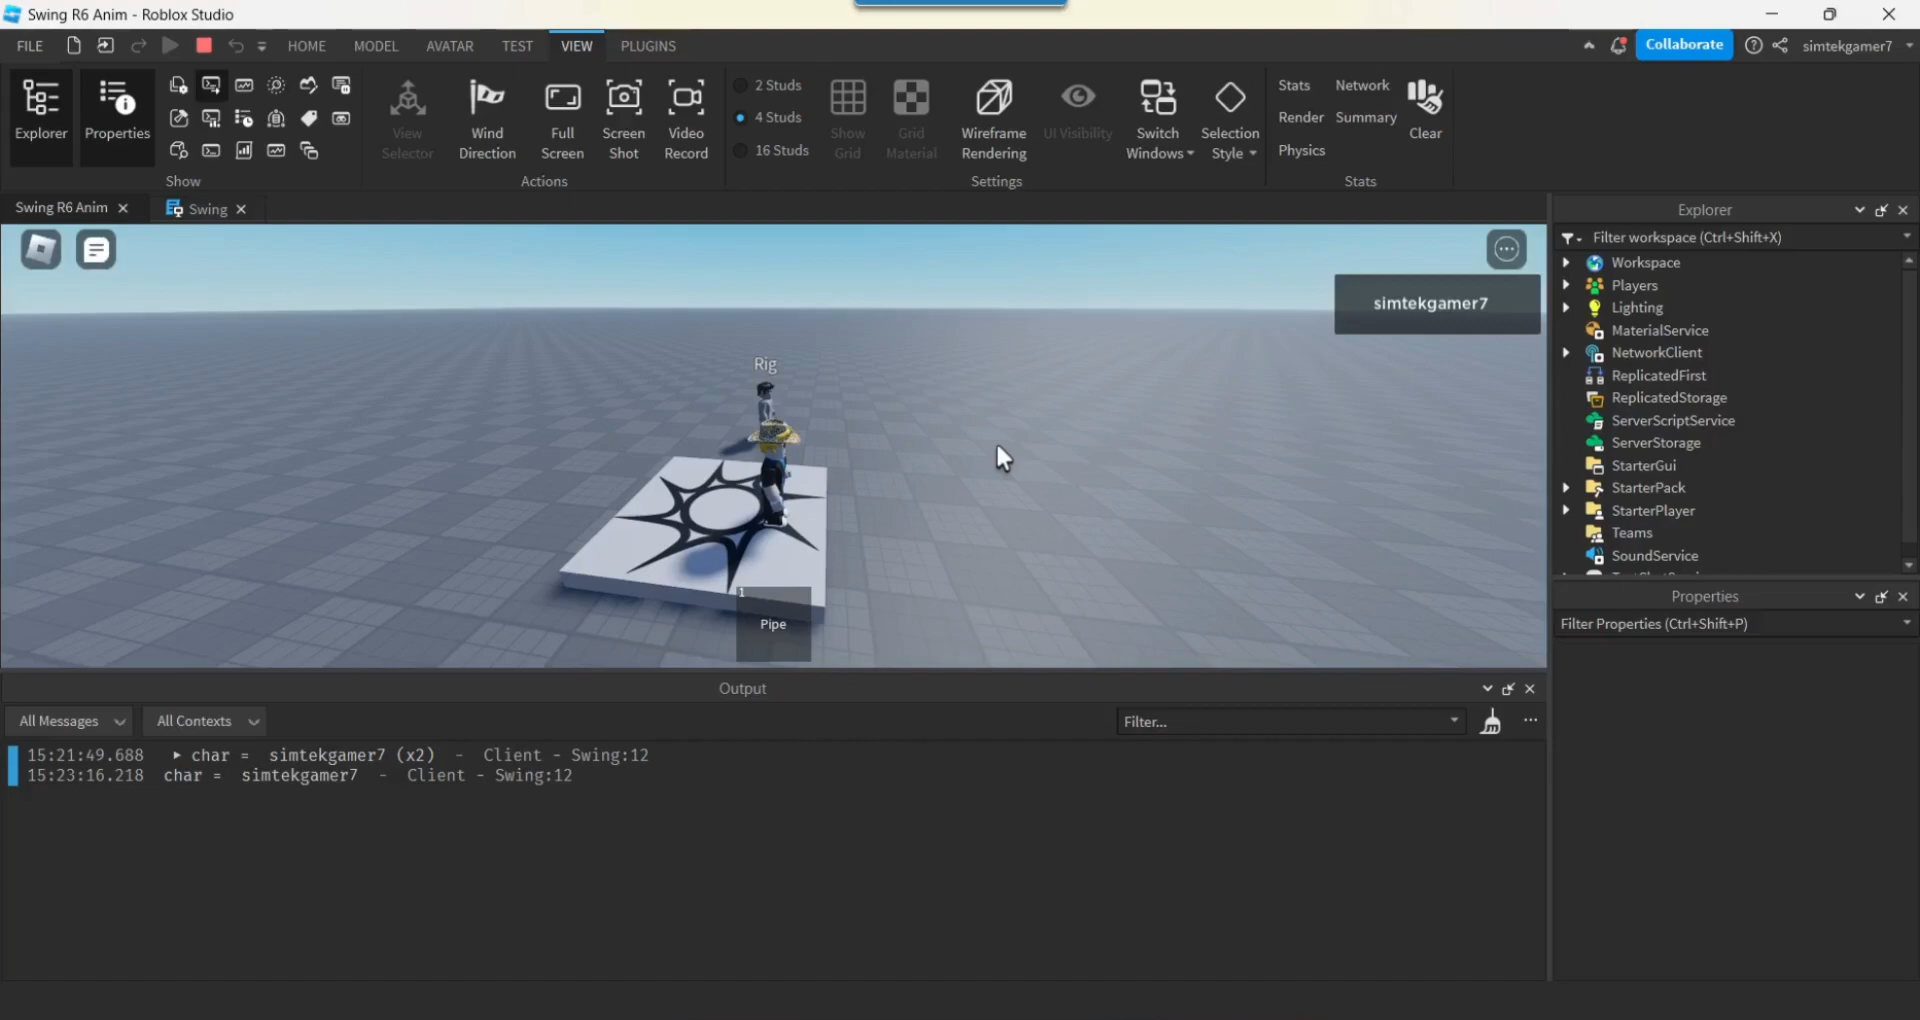 Swing R6 Anim - Roblox Studio
FILE
HOME
MODEL
AVATAR
TEST
VIEW
PLUGINS
Collaborate
simtekgamer7
Explorer
Properties
Show
View Selector
Wind Direction
Full Screen
Screen Shot
Video Record
Actions
2 Studs
4 Studs
16 Studs
Show Grid
Grid Material
Wireframe Rendering
UI Visibility
Switch Windows
Selection Style
Settings
Stats
Network
Render
Summary
Physics
Clear
Stats
Swing R6 Anim
Swing
simtekgamer7
Rig
1
Pipe
Explorer
Filter workspace (Ctrl+Shift+X)
Workspace
Players
Lighting
MaterialService
NetworkClient
ReplicatedFirst
ReplicatedStorage
ServerScriptService
ServerStorage
StarterGui
StarterPack
StarterPlayer
Teams
SoundService
Properties
Filter Properties (Ctrl+Shift+P)
Output
All Messages
All Contexts
Filter...
15:21:49.688 ▸ char = simtekgamer7 (x2) - Client - Swing:12
15:23:16.218 char = simtekgamer7 - Client - Swing:12